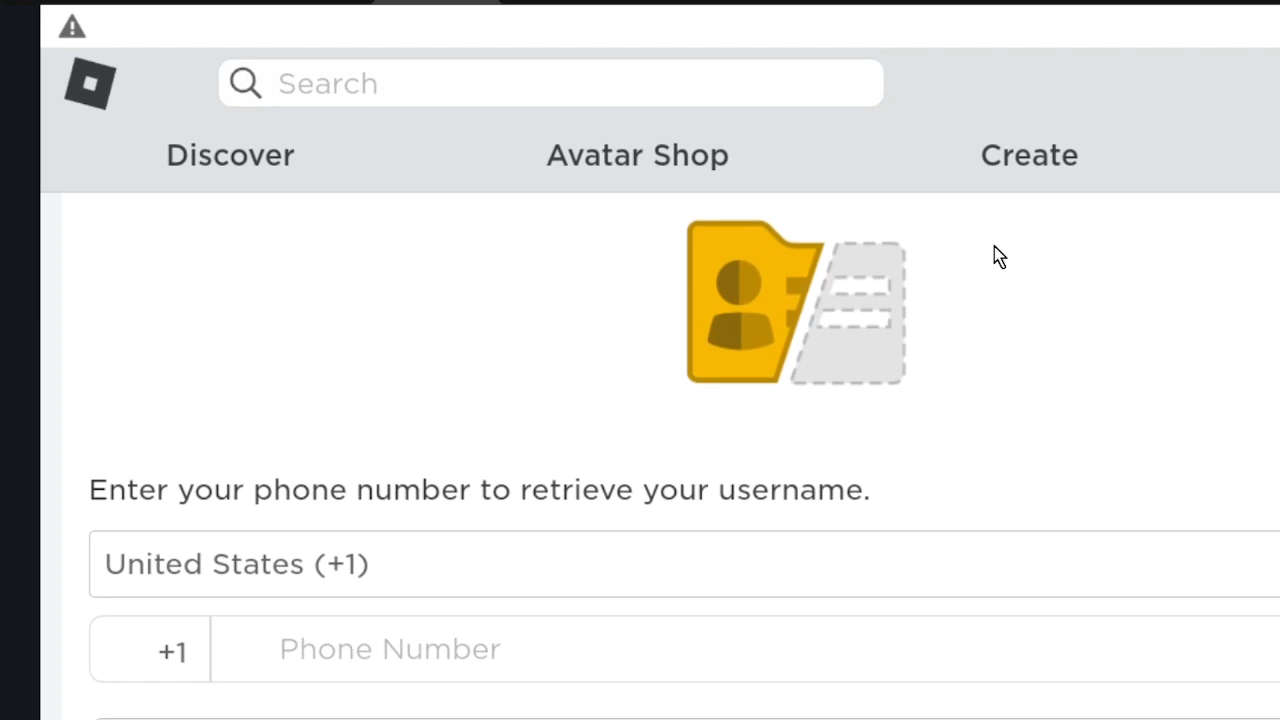 Search
Discover Avatar Shop Create
Enter your phone number to retrieve your username.
United States (+1)
+1 Phone Number